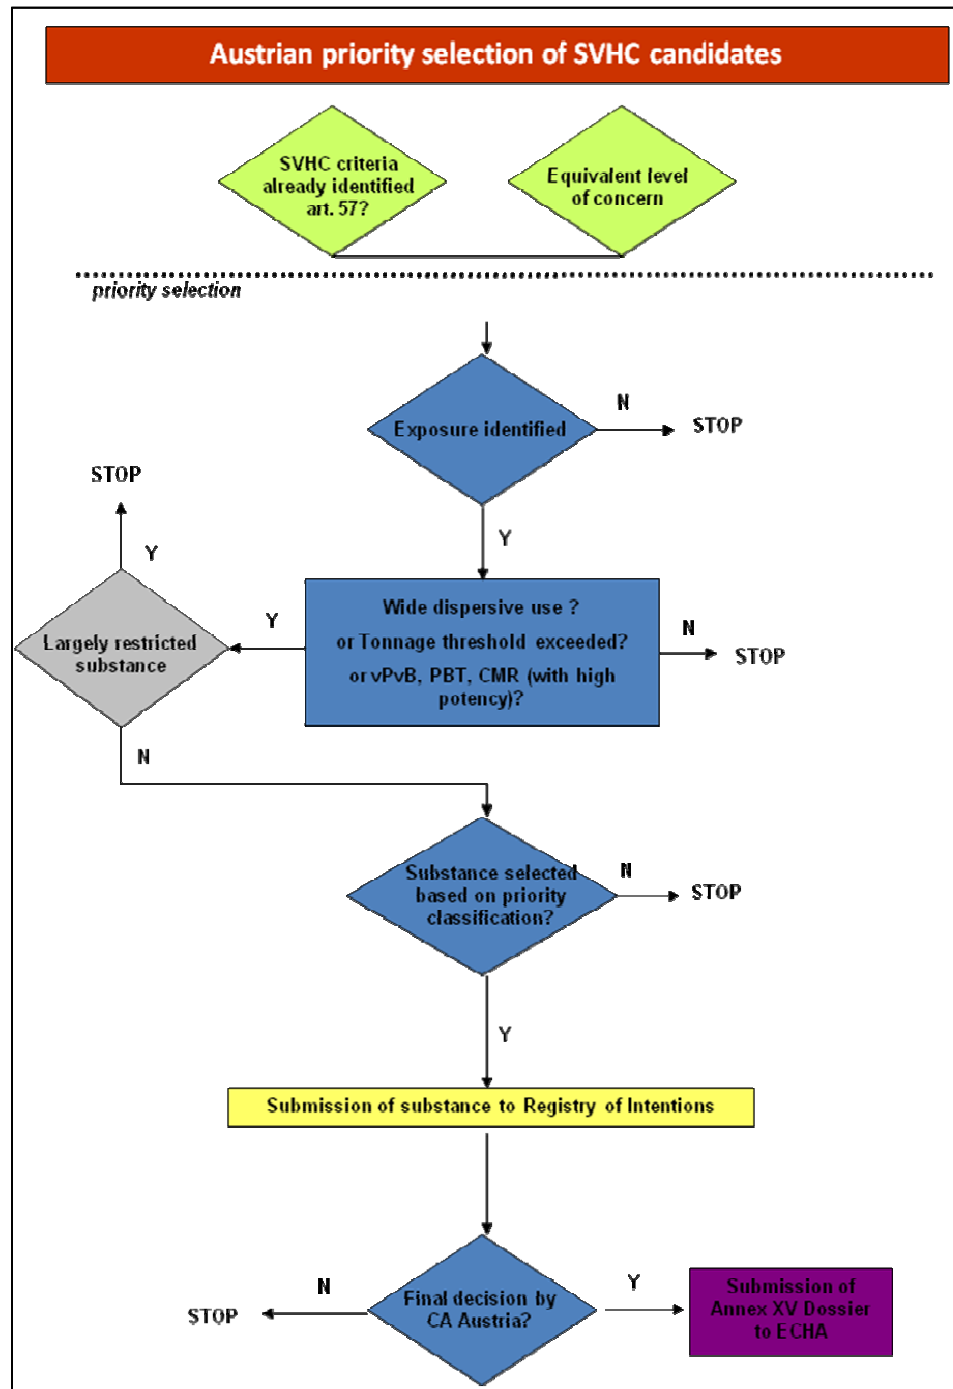 Austrian priority selection of SVHC candidates
SVHC criteria
already identified
art. 57?
Equivalent level
of concern
priority selection
Exposure identified
N
STOP
Y
STOP
Y
Wide dispersive use ?
or Tonnage threshold exceeded?
or vPvB, PBT, CMR (with high
potency)?
Y
N
STOP
Largely restricted
substance
N
Substance selected
based on priority
classification?
N
STOP
Y
Submission of substance to Registry of Intentions
Final decision by
CA Austria?
N
STOP
Y
Submission of
Annex XV Dossier
to ECHA